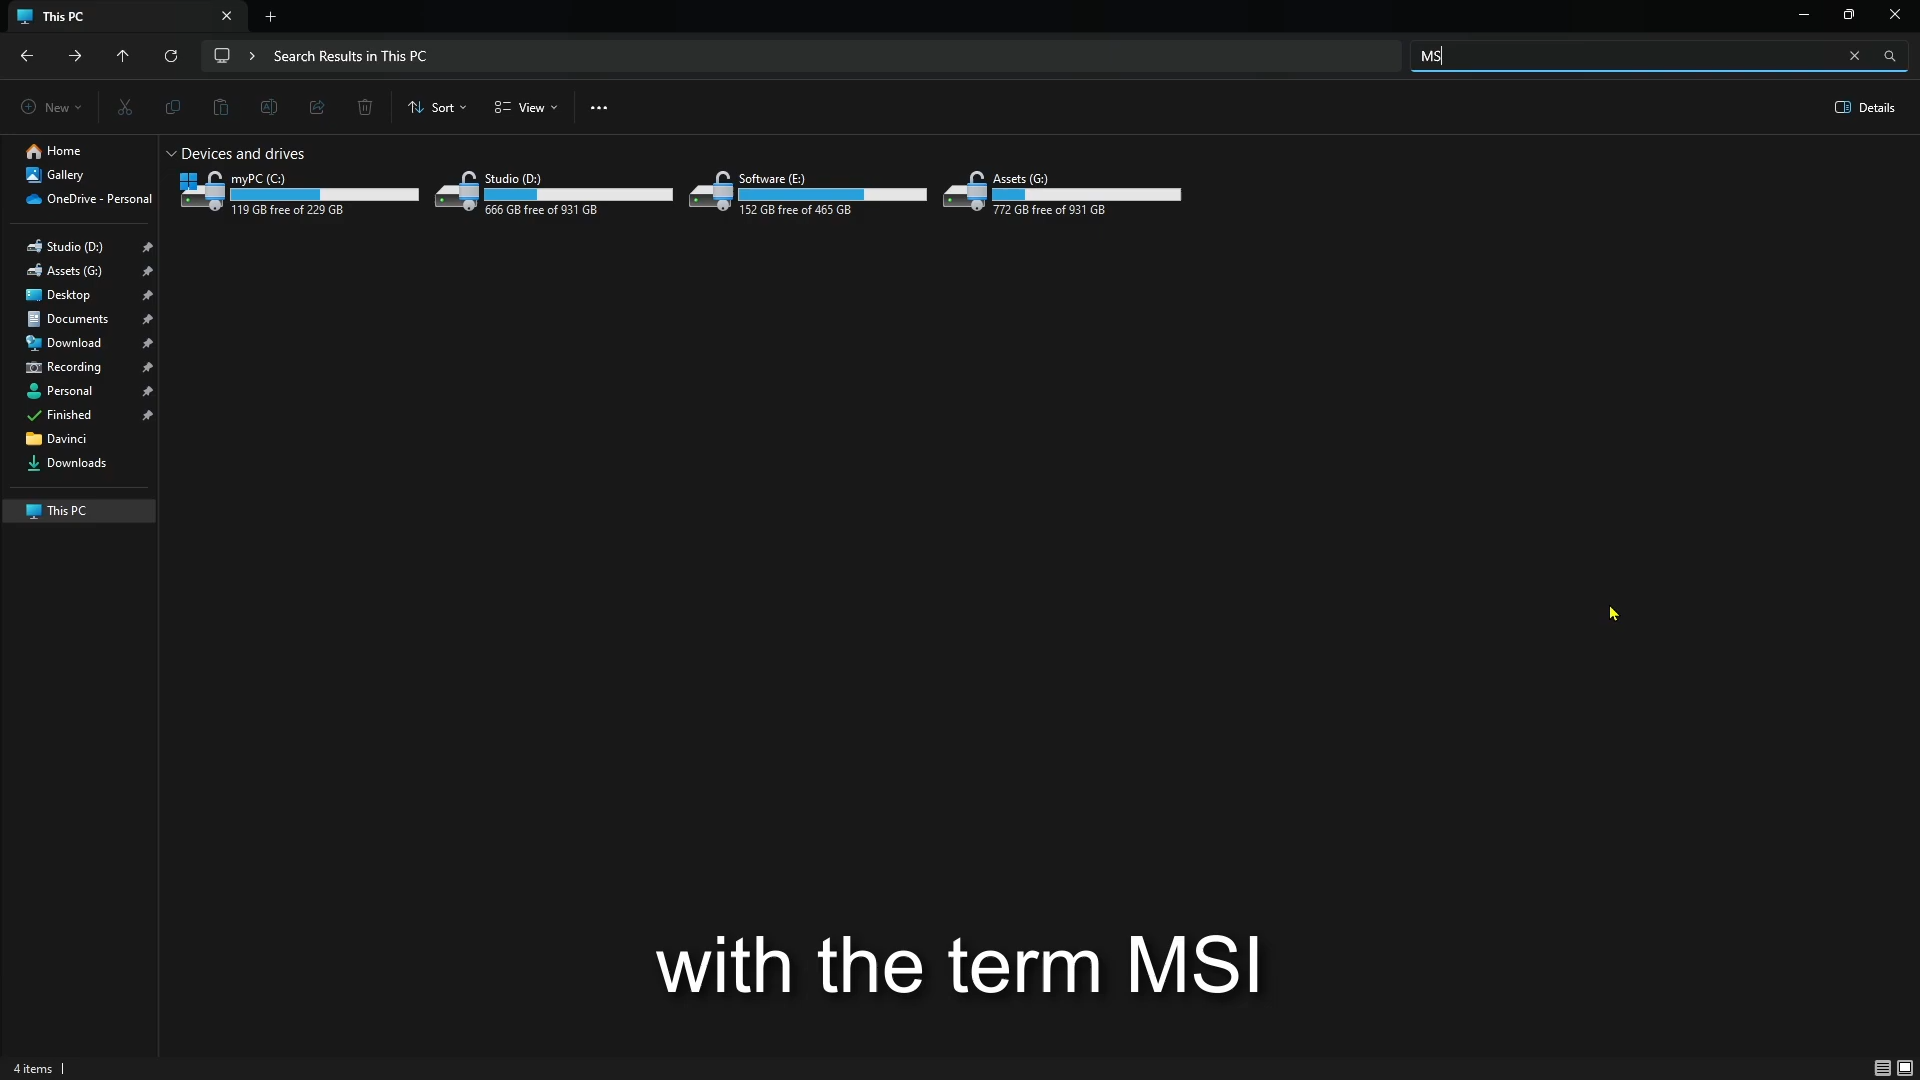 This PC
Search Results in This PC
MS
New
Sort
View
Details
Home
Gallery
OneDrive - Personal
Studio (D:)
Assets (G:)
Desktop
Documents
Download
Recording
Personal
Finished
Davinci
Downloads
This PC
Devices and drives
myPC (C:)
119 GB free of 229 GB
Studio (D:)
666 GB free of 931 GB
Software (E:)
152 GB free of 465 GB
Assets (G:)
772 GB free of 931 GB
with the term MSI
4 items